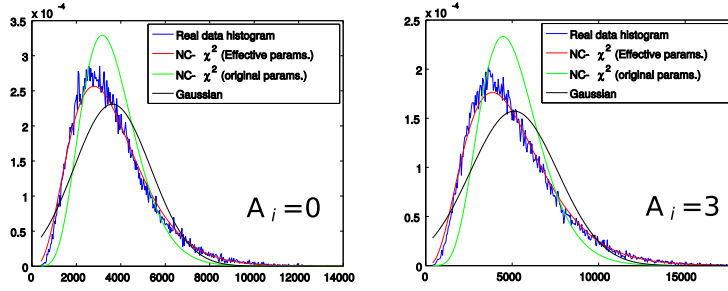 3.5 x 10^-4
3
2.5
2
1.5
1
0.5
0
0 2000 4000 6000 8000 10000 12000 14000
Real data histogram
NC- χ² (Effective params.)
NC- χ² (original params.)
Gaussian
A i =0
2.5 x 10^-4
2
1.5
1
0.5
0
0 5000 10000 15000
Real data histogram
NC- χ² (Effective params.)
NC- χ² (original params.)
Gaussian
A i =3